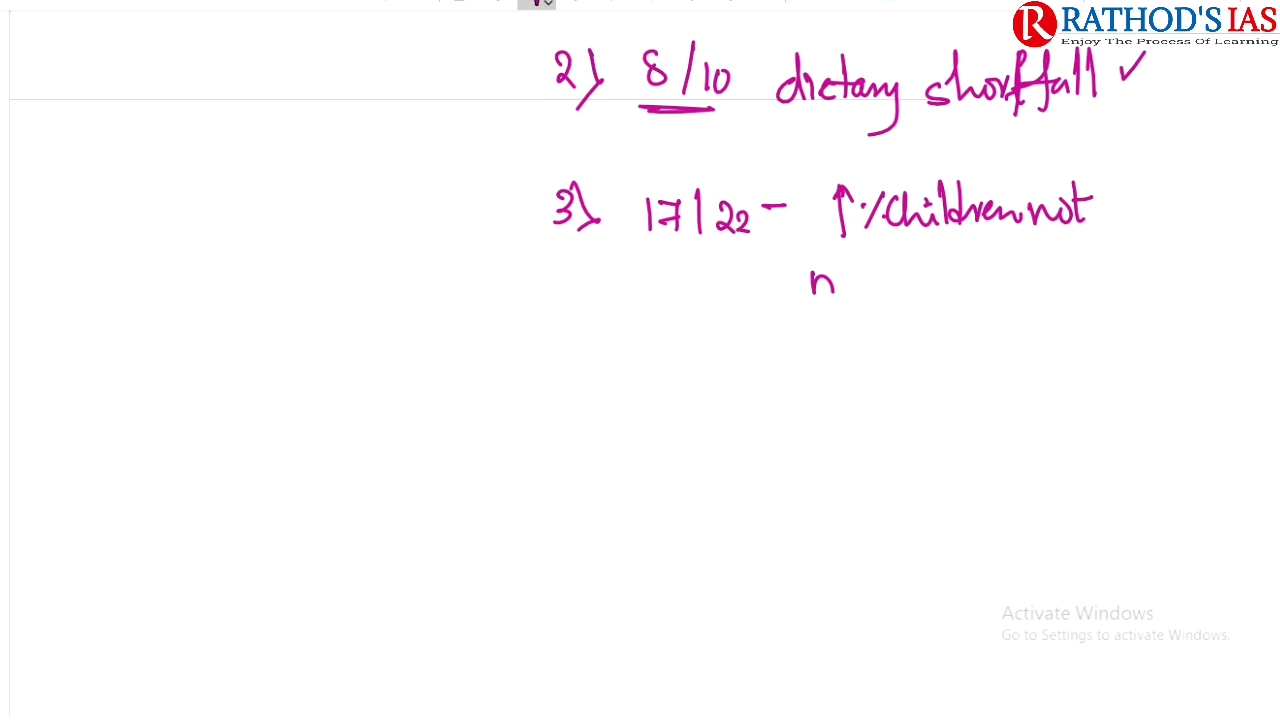 RATHOD'S IAS
Enjoy The Process Of Learning
2) 8/10 dietary shortfall ✓
3) 17/22 - ↑ % children not
n
Activate Windows
Go to Settings to activate Windows.